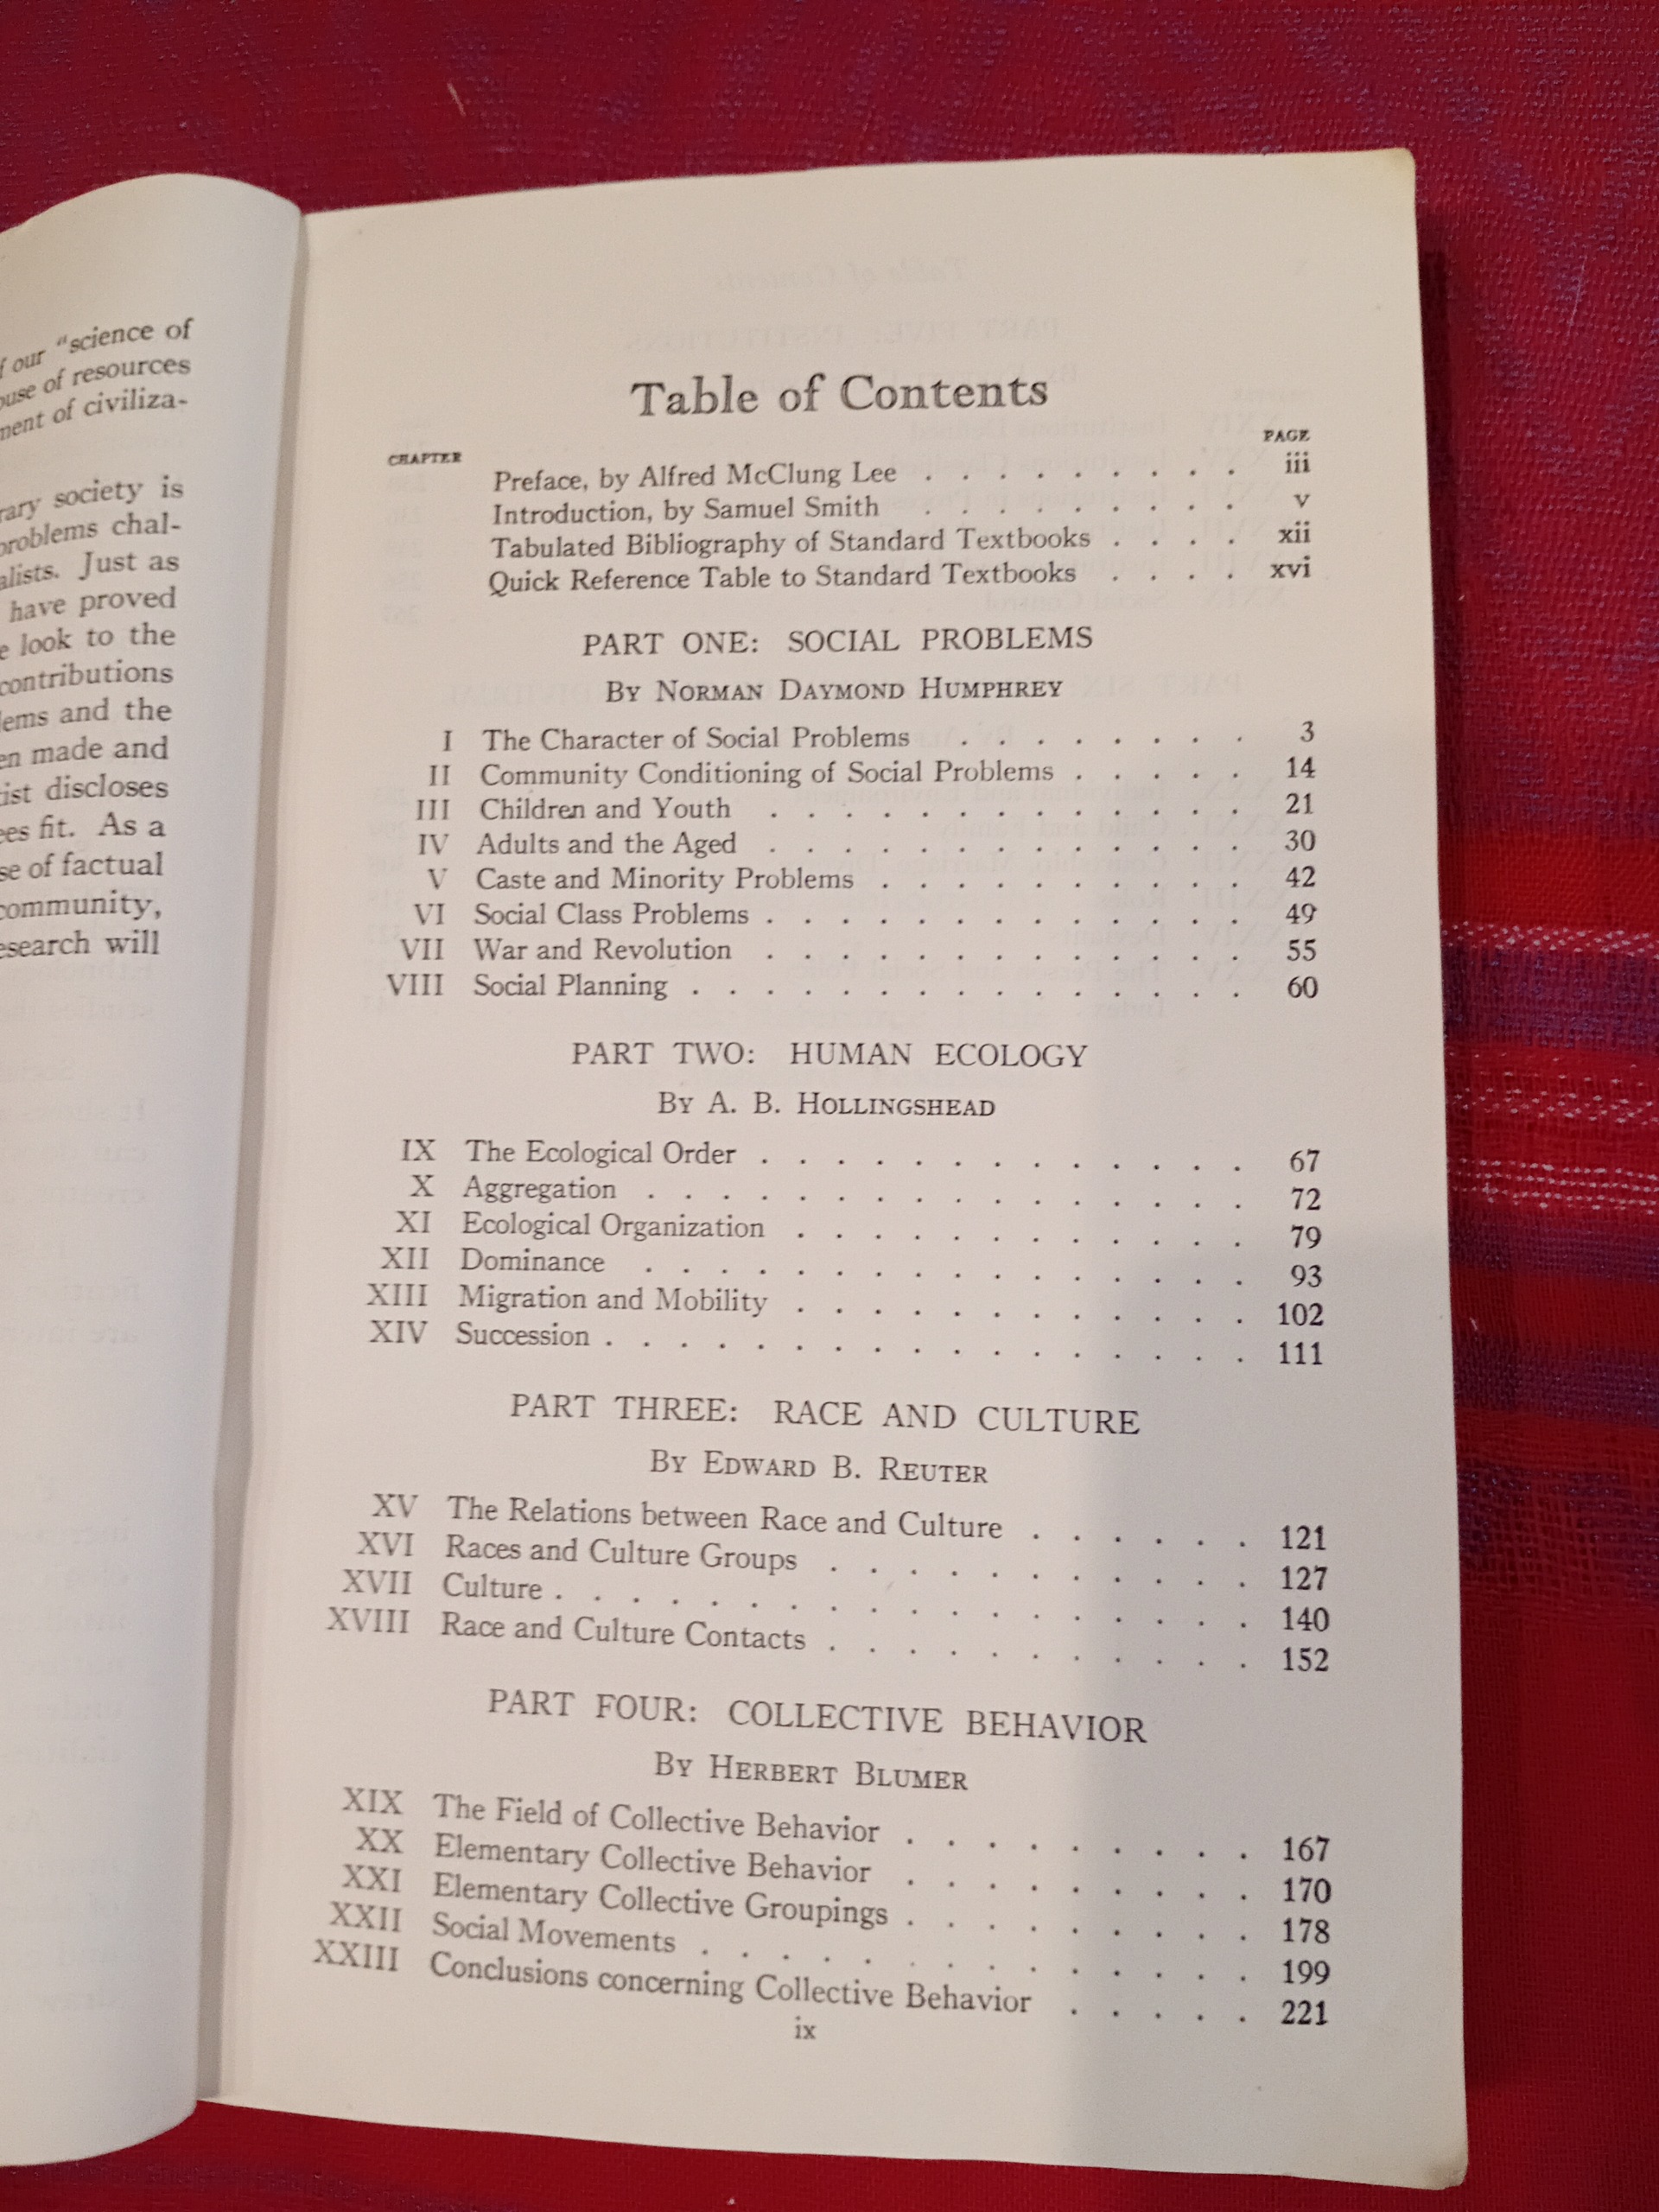 f our "science of
ouse of resources
ment of civiliza-
rary society is
problems chal-
alists. Just as
have proved
e look to the
contributions
lems and the
en made and
ist discloses
ees fit. As a
se of factual
community,
esearch will
Table of Contents
CHAPTER PAGE
Preface, by Alfred McClung Lee . . . . . . . . . iii
Introduction, by Samuel Smith . . . . . . . . . v
Tabulated Bibliography of Standard Textbooks . . . . xii
Quick Reference Table to Standard Textbooks . . . . xvi
PART ONE: SOCIAL PROBLEMS
By Norman Daymond Humphrey
I The Character of Social Problems . . . . . . . . 3
II Community Conditioning of Social Problems . . . . . 14
III Children and Youth . . . . . . . . . . . . . 21
IV Adults and the Aged . . . . . . . . . . . . . 30
V Caste and Minority Problems . . . . . . . . . . 42
VI Social Class Problems . . . . . . . . . . . . . 49
VII War and Revolution . . . . . . . . . . . . . 55
VIII Social Planning . . . . . . . . . . . . . . . 60
PART TWO: HUMAN ECOLOGY
By A. B. Hollingshead
IX The Ecological Order . . . . . . . . . . . . . 67
X Aggregation . . . . . . . . . . . . . . . . 72
XI Ecological Organization . . . . . . . . . . . . 79
XII Dominance . . . . . . . . . . . . . . . . 93
XIII Migration and Mobility . . . . . . . . . . . . 102
XIV Succession . . . . . . . . . . . . . . . . . 111
PART THREE: RACE AND CULTURE
By Edward B. Reuter
XV The Relations between Race and Culture . . . . . . 121
XVI Races and Culture Groups . . . . . . . . . . . 127
XVII Culture . . . . . . . . . . . . . . . . . . 140
XVIII Race and Culture Contacts . . . . . . . . . . . 152
PART FOUR: COLLECTIVE BEHAVIOR
By Herbert Blumer
XIX The Field of Collective Behavior . . . . . . . . . 167
XX Elementary Collective Behavior . . . . . . . . . 170
XXI Elementary Collective Groupings . . . . . . . . . 178
XXII Social Movements . . . . . . . . . . . . . . 199
XXIII Conclusions concerning Collective Behavior . . . . . 221
ix